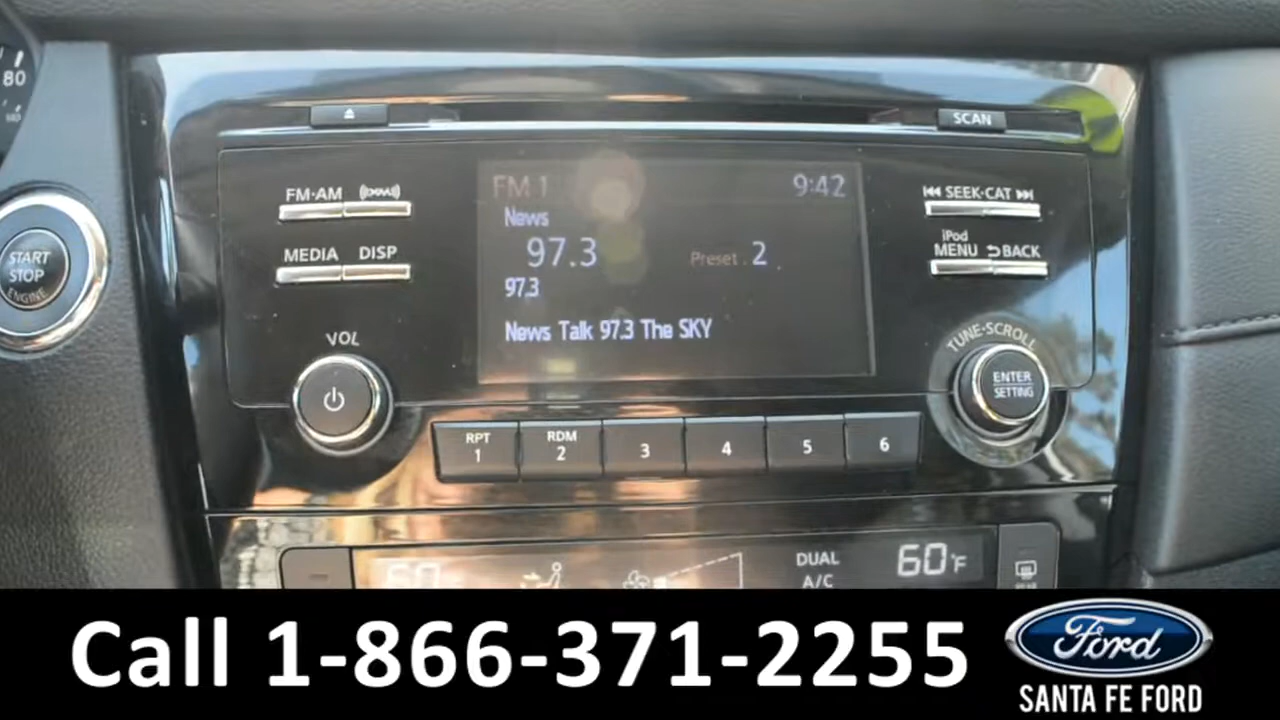 80
SCAN
FM·AM
MEDIA DISP
START
STOP
ENGINE
VOL
FM 1 9:42
News
97.3 Preset 2
97.3
News Talk 97.3 The SKY
SEEK·CAT
iPod
MENU BACK
TUNE·SCROLL
ENTER
SETTING
RPT
1
RDM
2
3
4
5
6
60
DUAL
A/C
60°F
Call 1-866-371-2255
Ford
SANTA FE FORD